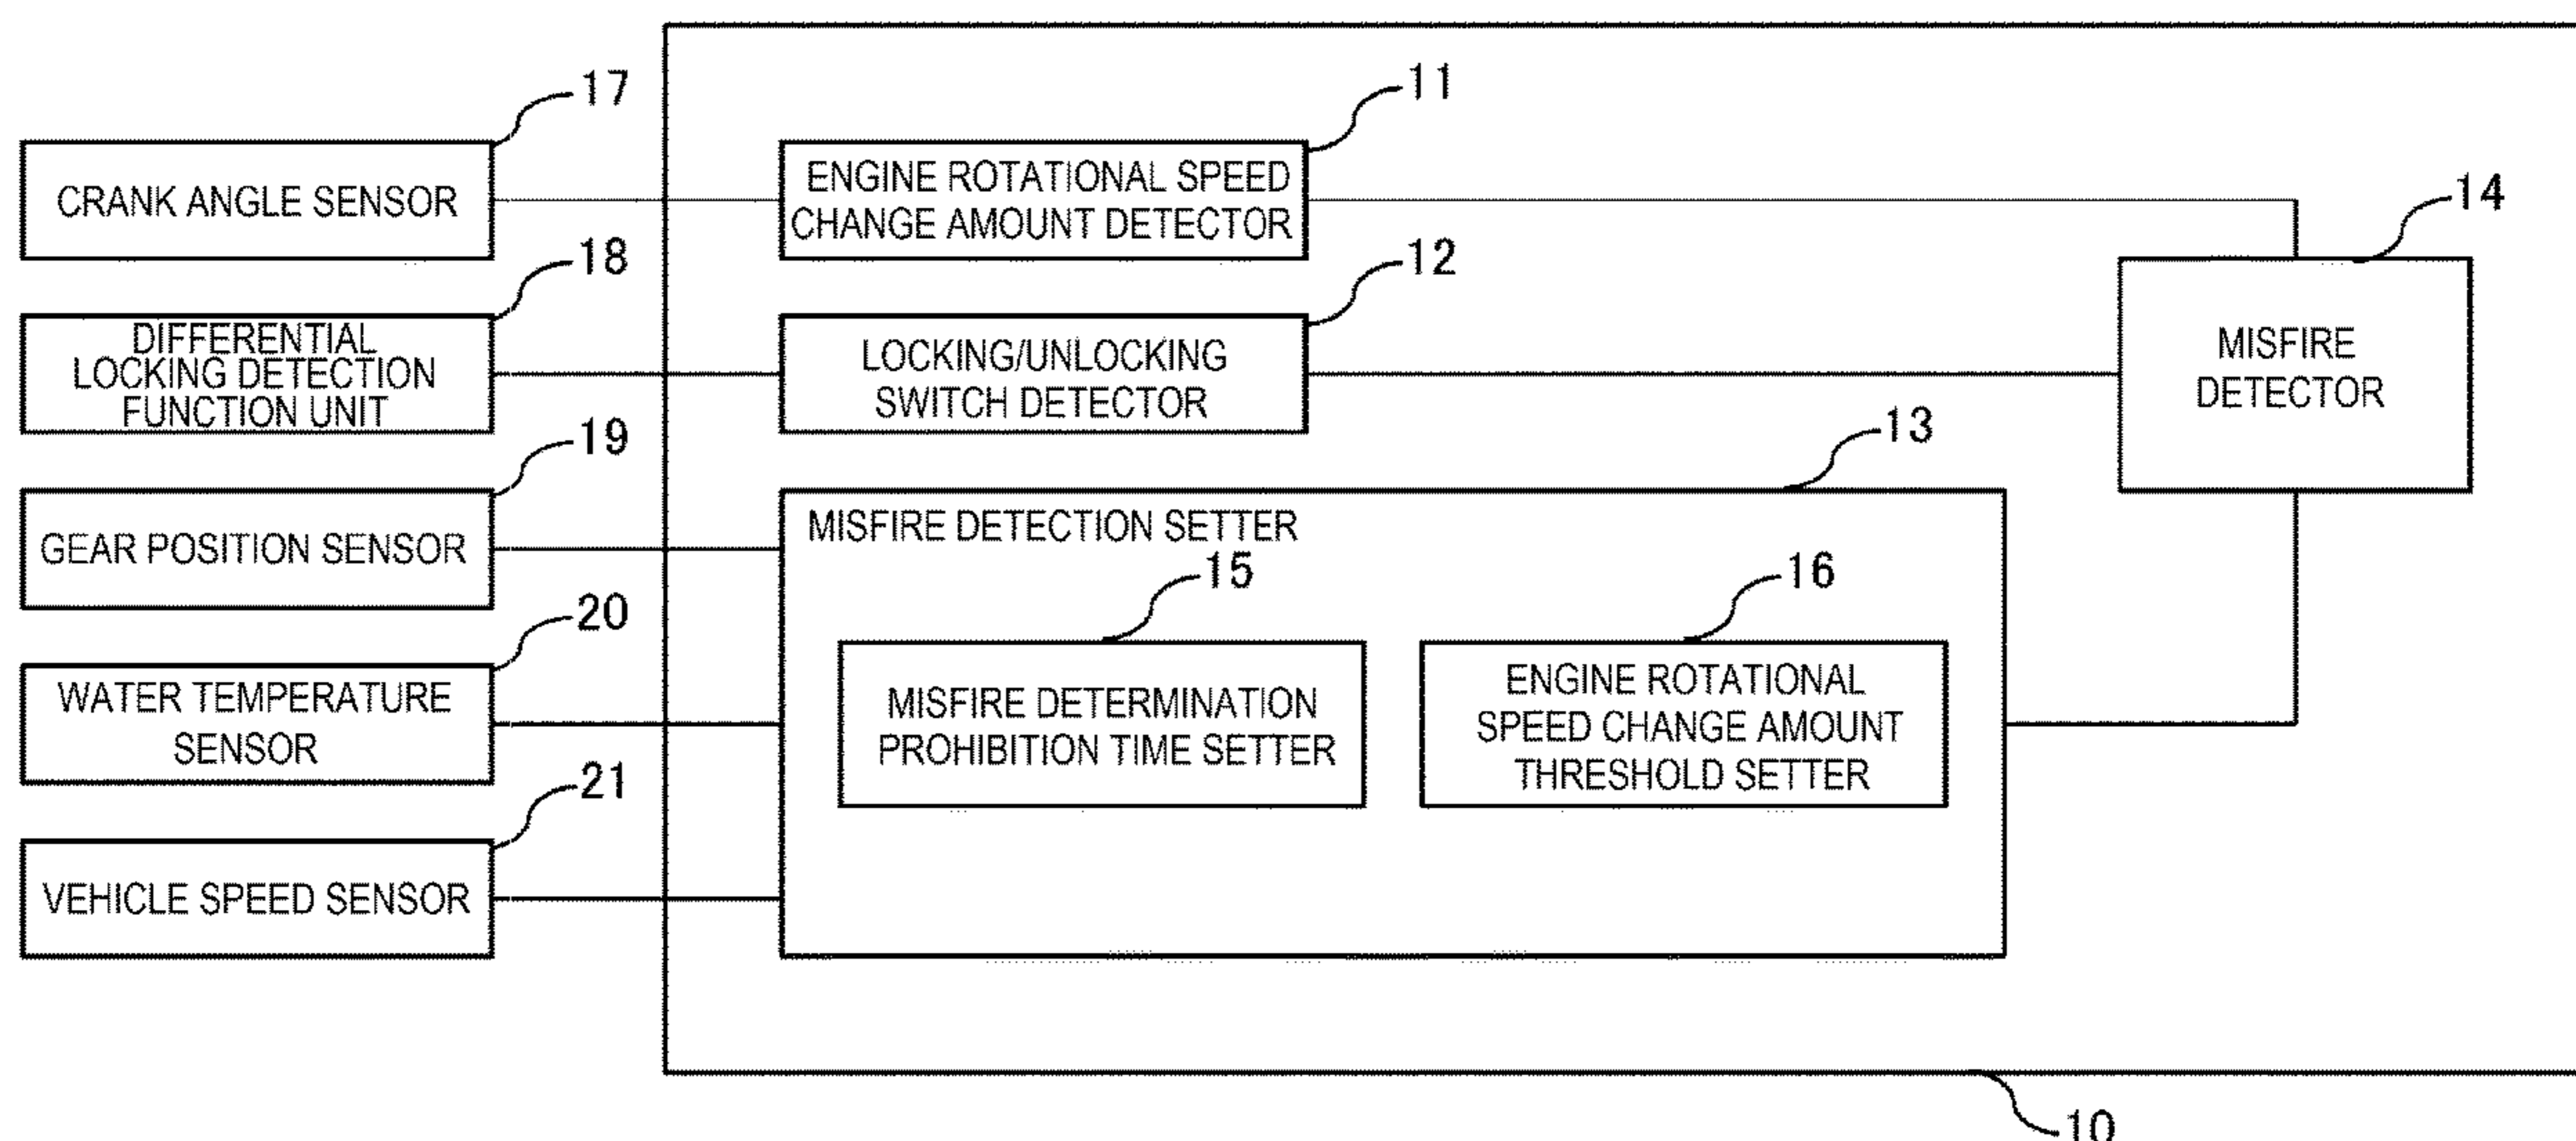 17
11
CRANK ANGLE SENSOR
ENGINE ROTATIONAL SPEED
CHANGE AMOUNT DETECTOR
14
18
12
DIFFERENTIAL
LOCKING DETECTION
FUNCTION UNIT
LOCKING/UNLOCKING
SWITCH DETECTOR
MISFIRE
DETECTOR
19
13
GEAR POSITION SENSOR
MISFIRE DETECTION SETTER
15
16
20
WATER TEMPERATURE
SENSOR
MISFIRE DETERMINATION
PROHIBITION TIME SETTER
ENGINE ROTATIONAL
SPEED CHANGE AMOUNT
THRESHOLD SETTER
21
VEHICLE SPEED SENSOR
10